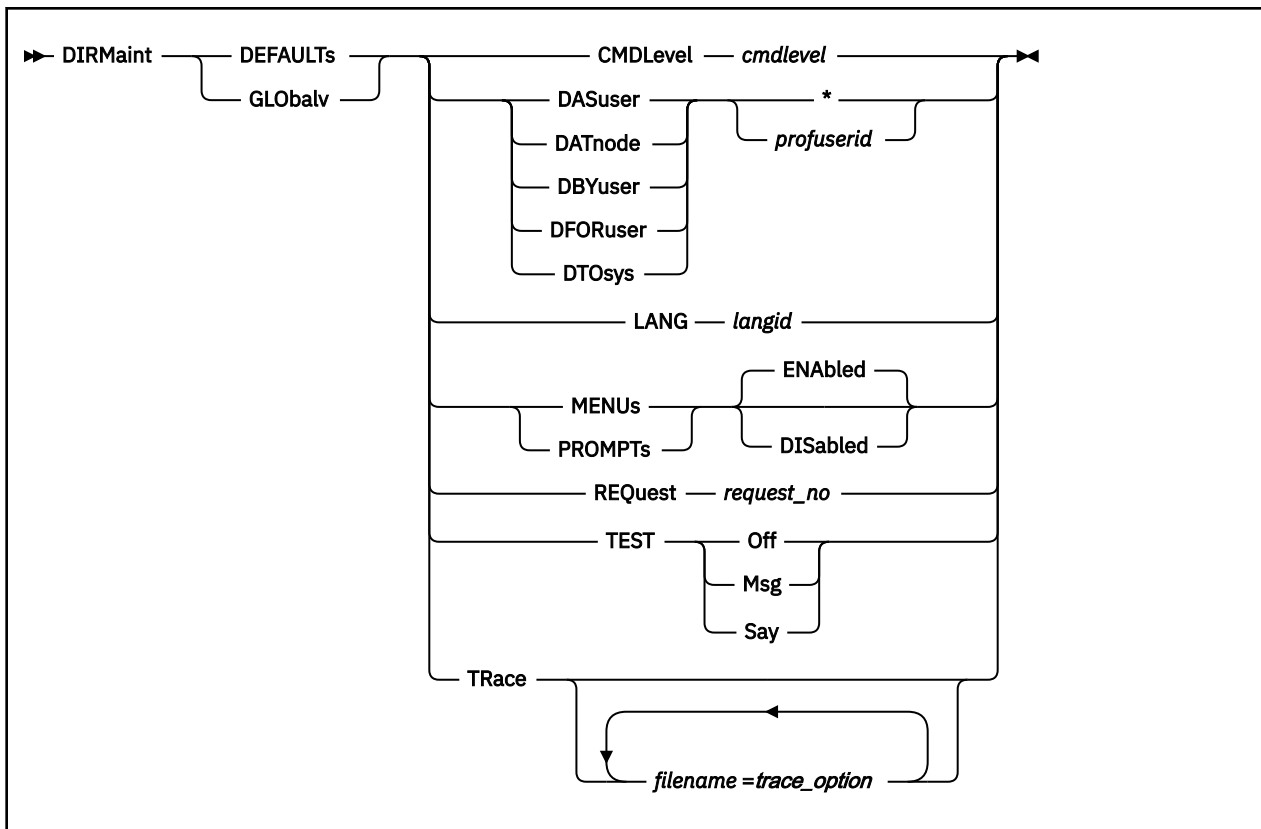 DIRMaint DEFAULTs CMDLevel cmdlevel
GLObalv
DASuser *
DATnode profuserid
DBYuser
DFORuser
DTOsys
LANG langid
ENAbled
MENUs
PROMPTs DISabled
REQuest request_no
TEST Off
Msg
Say
TRace
filename =trace_option